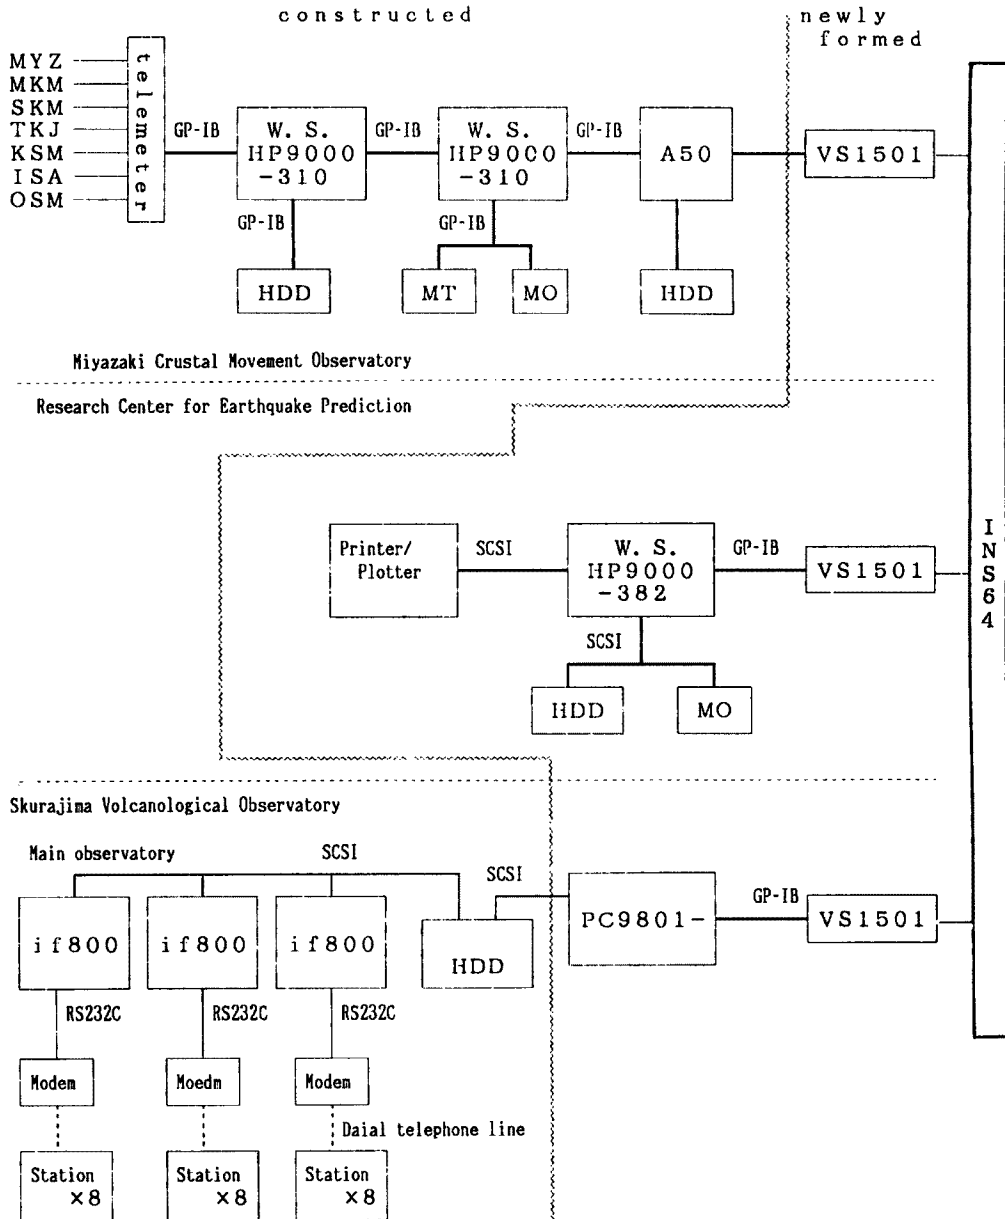 constructed
newly
formed
MYZ
MKM
SKM
TKJ
KSM
ISA
OSM
telemeter
GP-IB
W. S.
HP9000
-310
GP-IB
W. S.
HP9000
-310
GP-IB
A50
VS1501
GP-IB
GP-IB
HDD
MT
MO
HDD
Miyazaki Crustal Movement Observatory
Research Center for Earthquake Prediction
Printer/
Plotter
SCSI
W. S.
HP9000
-382
GP-IB
VS1501
INS64
SCSI
HDD
MO
Skurajima Volcanological Observatory
Main observatory
SCSI
SCSI
if800
if800
if800
HDD
PC9801-
GP-IB
VS1501
RS232C
RS232C
RS232C
Modem
Moedm
Modem
Daial telephone line
Station
×8
Station
×8
Station
×8